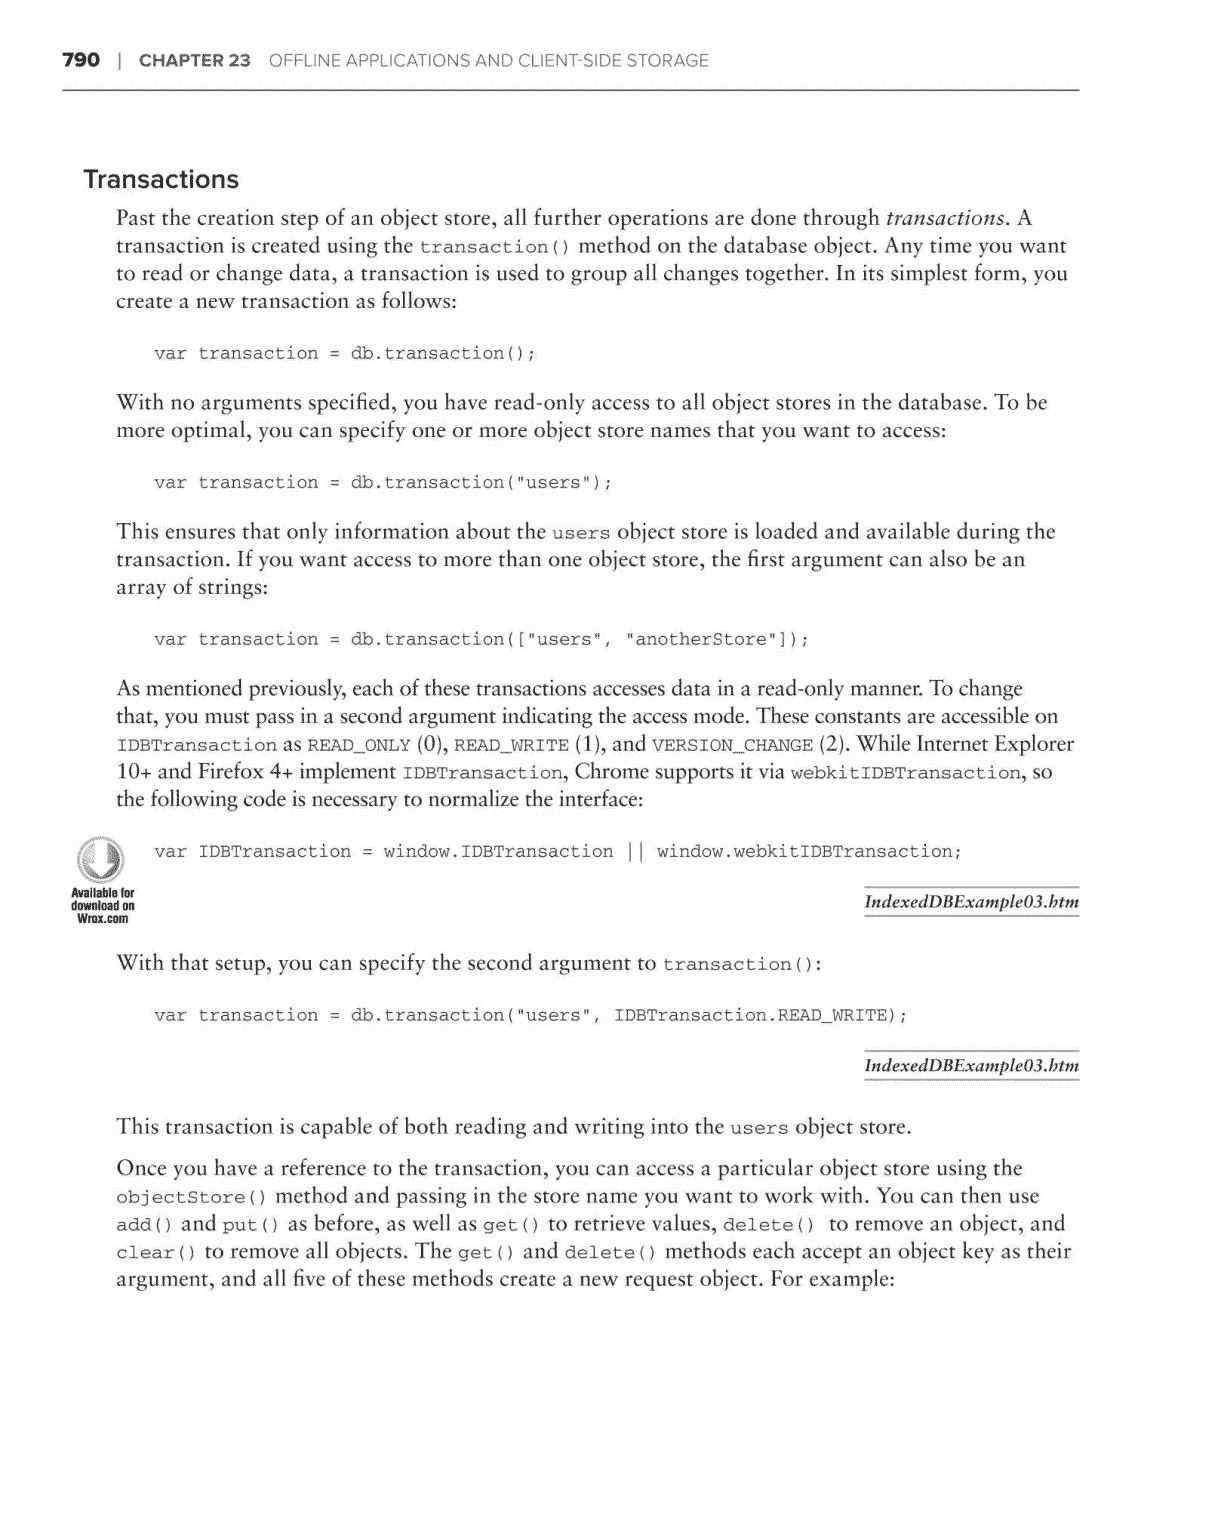 790 | CHAPTER 23 OFFLINE APPLICATIONS AND CLIENT-SIDE STORAGE
Transactions
Past the creation step of an object store, all further operations are done through transactions. A
transaction is created using the transaction() method on the database object. Any time you want
to read or change data, a transaction is used to group all changes together. In its simplest form, you
create a new transaction as follows:
var transaction = db.transaction();
With no arguments specified, you have read-only access to all object stores in the database. To be
more optimal, you can specify one or more object store names that you want to access:
var transaction = db.transaction("users");
This ensures that only information about the users object store is loaded and available during the
transaction. If you want access to more than one object store, the first argument can also be an
array of strings:
var transaction = db.transaction(["users", "anotherStore"]);
As mentioned previously, each of these transactions accesses data in a read-only manner. To change
that, you must pass in a second argument indicating the access mode. These constants are accessible on
IDBTransaction as READ_ONLY (0), READ_WRITE (1), and VERSION_CHANGE (2). While Internet Explorer
10+ and Firefox 4+ implement IDBTransaction, Chrome supports it via webkitIDBTransaction, so
the following code is necessary to normalize the interface:
var IDBTransaction = window.IDBTransaction || window.webkitIDBTransaction;
Available for
download on
Wrox.com
IndexedDBExample03.htm
With that setup, you can specify the second argument to transaction():
var transaction = db.transaction("users", IDBTransaction.READ_WRITE);
IndexedDBExample03.htm
This transaction is capable of both reading and writing into the users object store.
Once you have a reference to the transaction, you can access a particular object store using the
objectStore() method and passing in the store name you want to work with. You can then use
add() and put() as before, as well as get() to retrieve values, delete() to remove an object, and
clear() to remove all objects. The get() and delete() methods each accept an object key as their
argument, and all five of these methods create a new request object. For example: